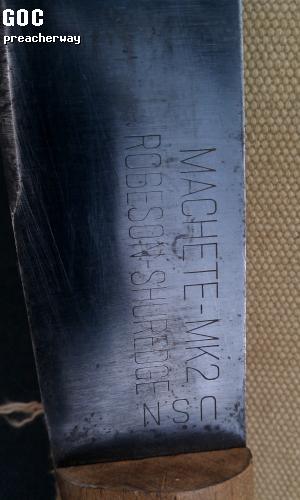 GOC
preacherway
MACHETE-MK2
ROBESON SHUREDGE
U S N